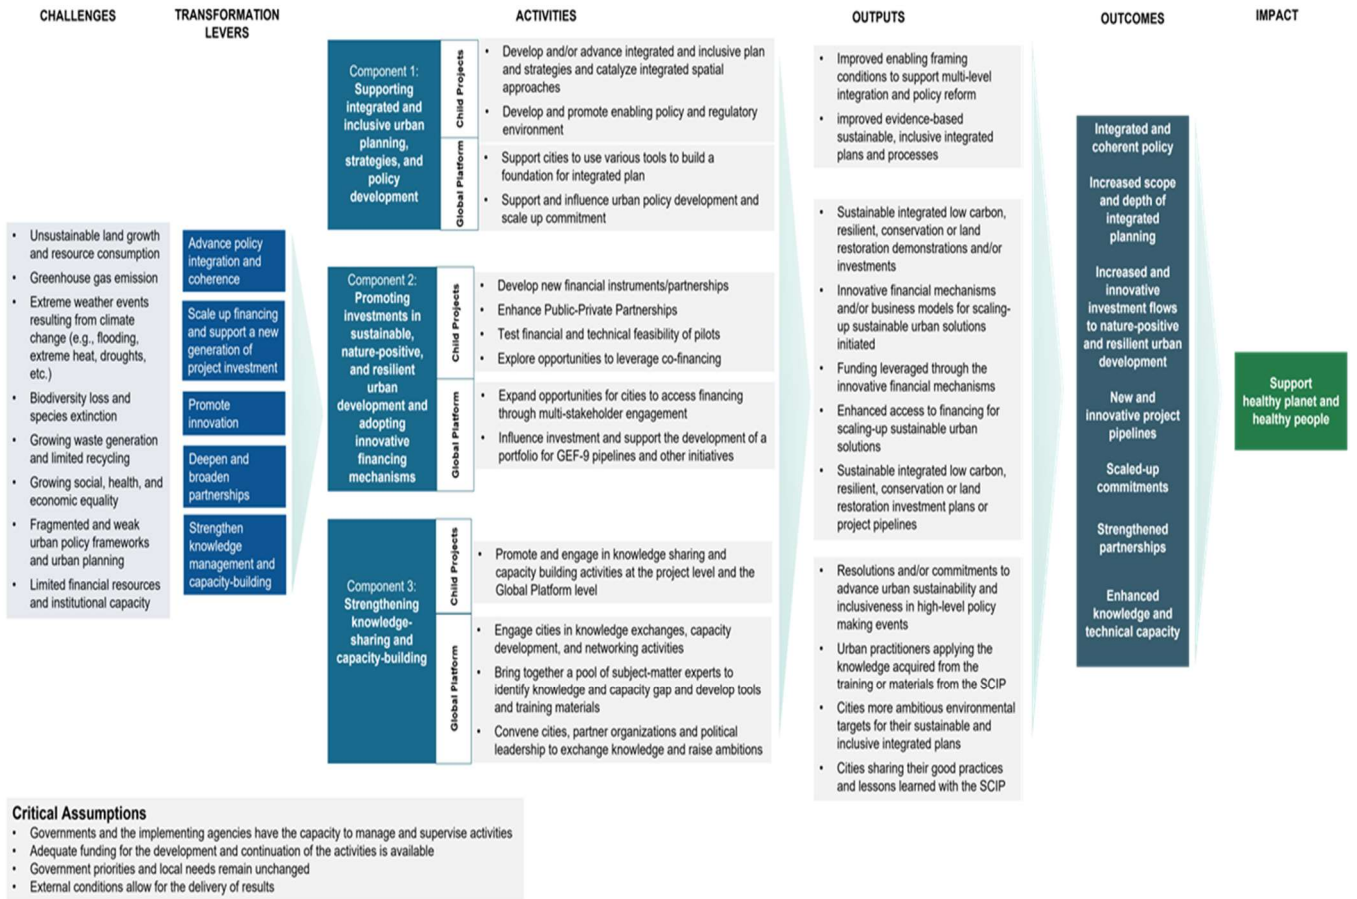 CHALLENGES
TRANSFORMATION
LEVERS
ACTIVITIES
OUTPUTS
OUTCOMES
IMPACT
• Unsustainable land growth
and resource consumption
• Greenhouse gas emission
• Extreme weather events
resulting from climate
change (e.g., flooding,
extreme heat, droughts,
etc.)
• Biodiversity loss and
species extinction
• Growing waste generation
and limited recycling
• Growing social, health, and
economic equality
• Fragmented and weak
urban policy frameworks
and urban planning
• Limited financial resources
and institutional capacity
Advance policy
integration and
coherence
Scale up financing
and support a new
generation of
project investment
Promote
innovation
Deepen and
broaden
partnerships
Strengthen
knowledge
management and
capacity-building
Component 1:
Supporting
integrated and
inclusive urban
planning,
strategies, and
policy
development
Child Projects
• Develop and/or advance integrated and inclusive plan
and strategies and catalyze integrated spatial
approaches
• Develop and promote enabling policy and regulatory
environment
Global Platform
• Support cities to use various tools to build a
foundation for integrated plan
• Support and influence urban policy development and
scale up commitment
Component 2:
Promoting
investments in
sustainable,
nature-positive,
and resilient
urban
development and
adopting
innovative
financing
mechanisms
Child Projects
• Develop new financial instruments/partnerships
• Enhance Public-Private Partnerships
• Test financial and technical feasibility of pilots
• Explore opportunities to leverage co-financing
Global Platform
• Expand opportunities for cities to access financing
through multi-stakeholder engagement
• Influence investment and support the development of a
portfolio for GEF-9 pipelines and other initiatives
Component 3:
Strengthening
knowledge-
sharing and
capacity-building
Child Projects
• Promote and engage in knowledge sharing and
capacity building activities at the project level and the
Global Platform level
Global Platform
• Engage cities in knowledge exchanges, capacity
development, and networking activities
• Bring together a pool of subject-matter experts to
identify knowledge and capacity gap and develop tools
and training materials
• Convene cities, partner organizations and political
leadership to exchange knowledge and raise ambitions
• Improved enabling framing
conditions to support multi-level
integration and policy reform
• improved evidence-based
sustainable, inclusive integrated
plans and processes
• Sustainable integrated low carbon,
resilient, conservation or land
restoration demonstrations and/or
investments
• Innovative financial mechanisms
and/or business models for scaling-
up sustainable urban solutions
initiated
• Funding leveraged through the
innovative financial mechanisms
• Enhanced access to financing for
scaling-up sustainable urban
solutions
• Sustainable integrated low carbon,
resilient, conservation or land
restoration investment plans or
project pipelines
• Resolutions and/or commitments to
advance urban sustainability and
inclusiveness in high-level policy
making events
• Urban practitioners applying the
knowledge acquired from the
training or materials from the SCIP
• Cities more ambitious environmental
targets for their sustainable and
inclusive integrated plans
• Cities sharing their good practices
and lessons learned with the SCIP
Integrated and
coherent policy
Increased scope
and depth of
integrated
planning
Increased and
innovative
investment flows
to nature-positive
and resilient urban
development
New and
innovative project
pipelines
Scaled-up
commitments
Strengthened
partnerships
Enhanced
knowledge and
technical capacity
Support
healthy planet and
healthy people
Critical Assumptions
• Governments and the implementing agencies have the capacity to manage and supervise activities
• Adequate funding for the development and continuation of the activities is available
• Government priorities and local needs remain unchanged
• External conditions allow for the delivery of results